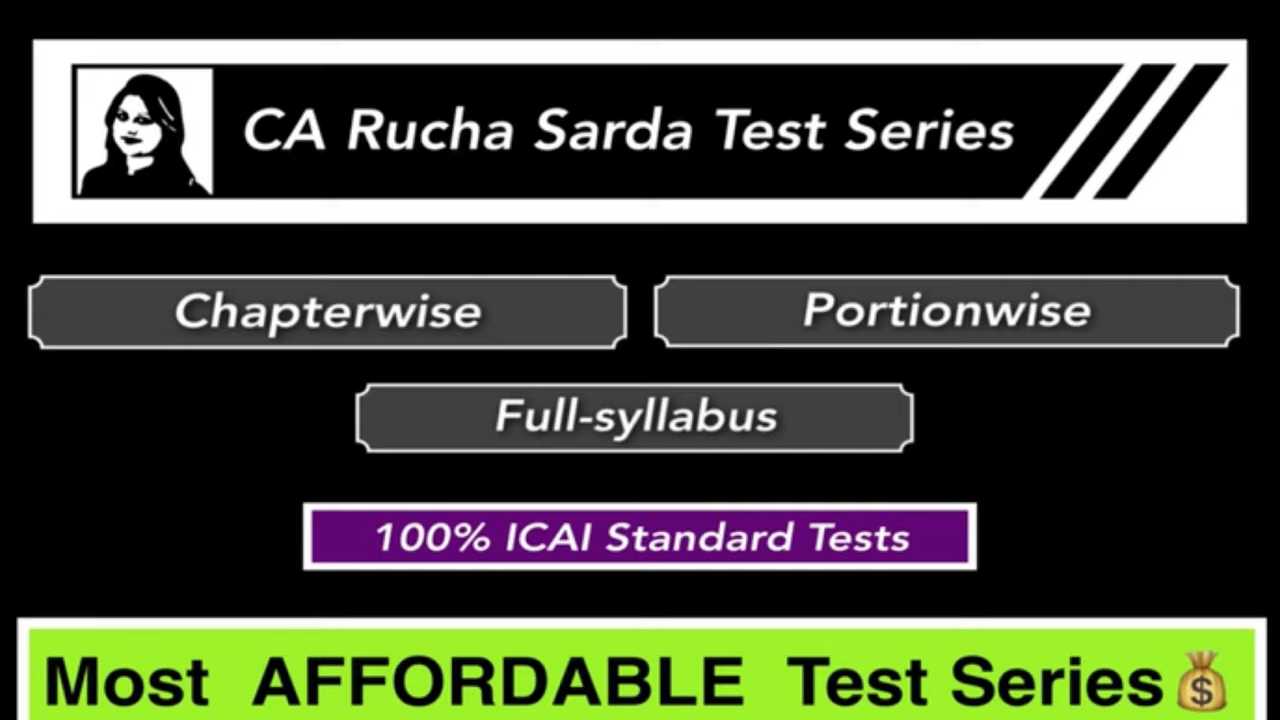 CA Rucha Sarda Test Series
Chapterwise
Portionwise
Full-syllabus
100% ICAI Standard Tests
Most AFFORDABLE Test Series💰